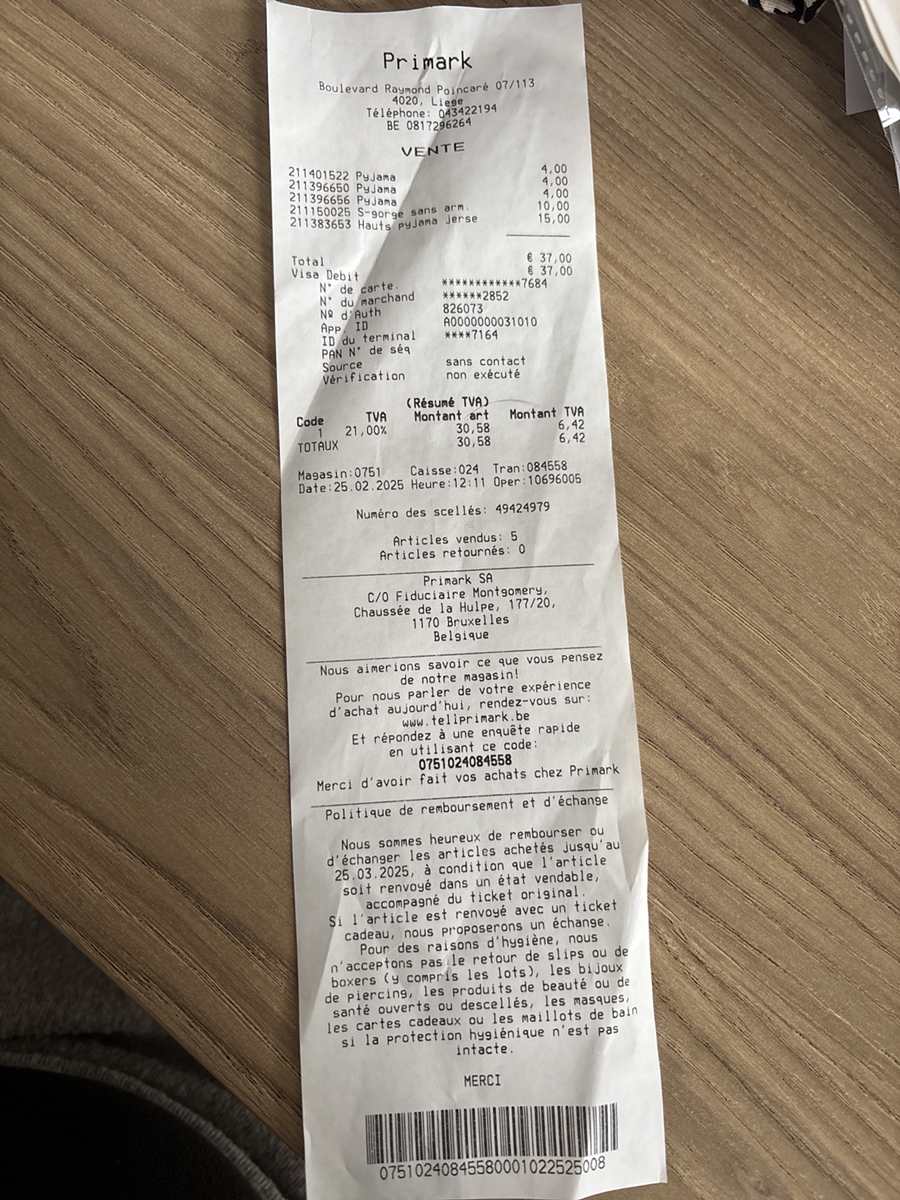 Primark
Boulevard Raymond Poincaré 07/113
4020, Liege
Téléphone: 043422194
BE 0817296264
VENTE
211401522 Pyjama 4,00
211396650 Pyjama 4,00
211396656 Pyjama 4,00
211150025 S-gorge sans arm. 10,00
211383653 Hauts pyjama jerse 15,00
Total € 37,00
Visa Debit € 37,00
N° de carte. ************7684
N° du marchand ******2852
Nº d'Auth 826073
App. ID A0000000031010
ID du terminal ****7164
PAN N° de séq
Source sans contact
Vérification non exécuté
(Résumé TVA)
Code TVA Montant art Montant TVA
1 21,00% 30,58 6,42
TOTAUX 30,58 6,42
Magasin:0751 Caisse:024 Tran:084558
Date:25.02.2025 Heure:12:11 Oper:10696005
Numéro des scellés: 49424979
Articles vendus: 5
Articles retournés: 0
Primark SA
C/O Fiduciaire Montgomery,
Chaussée de la Hulpe, 177/20,
1170 Bruxelles
Belgique
Nous aimerions savoir ce que vous pensez
de notre magasin!
Pour nous parler de votre expérience
d'achat aujourd'hui, rendez-vous sur:
www.tellprimark.be
Et répondez à une enquête rapide
en utilisant ce code:
0751024084558
Merci d'avoir fait vos achats chez Primark
Politique de remboursement et d'échange
Nous sommes heureux de rembourser ou
d'échanger les articles achetés jusqu'au
25.03.2025, à condition que l'article
soit renvoyé dans un état vendable,
accompagné du ticket original.
Si l'article est renvoyé avec un ticket
cadeau, nous proposerons un échange.
Pour des raisons d'hygiène, nous
n'acceptons pas le retour de slips ou de
boxers (y compris les lots), les bijoux
de piercing, les produits de beauté ou de
santé ouverts ou descellés, les masques,
les cartes cadeaux ou les maillots de bain
si la protection hygiénique n'est pas
intacte.
MERCI
07510240845580001022525008